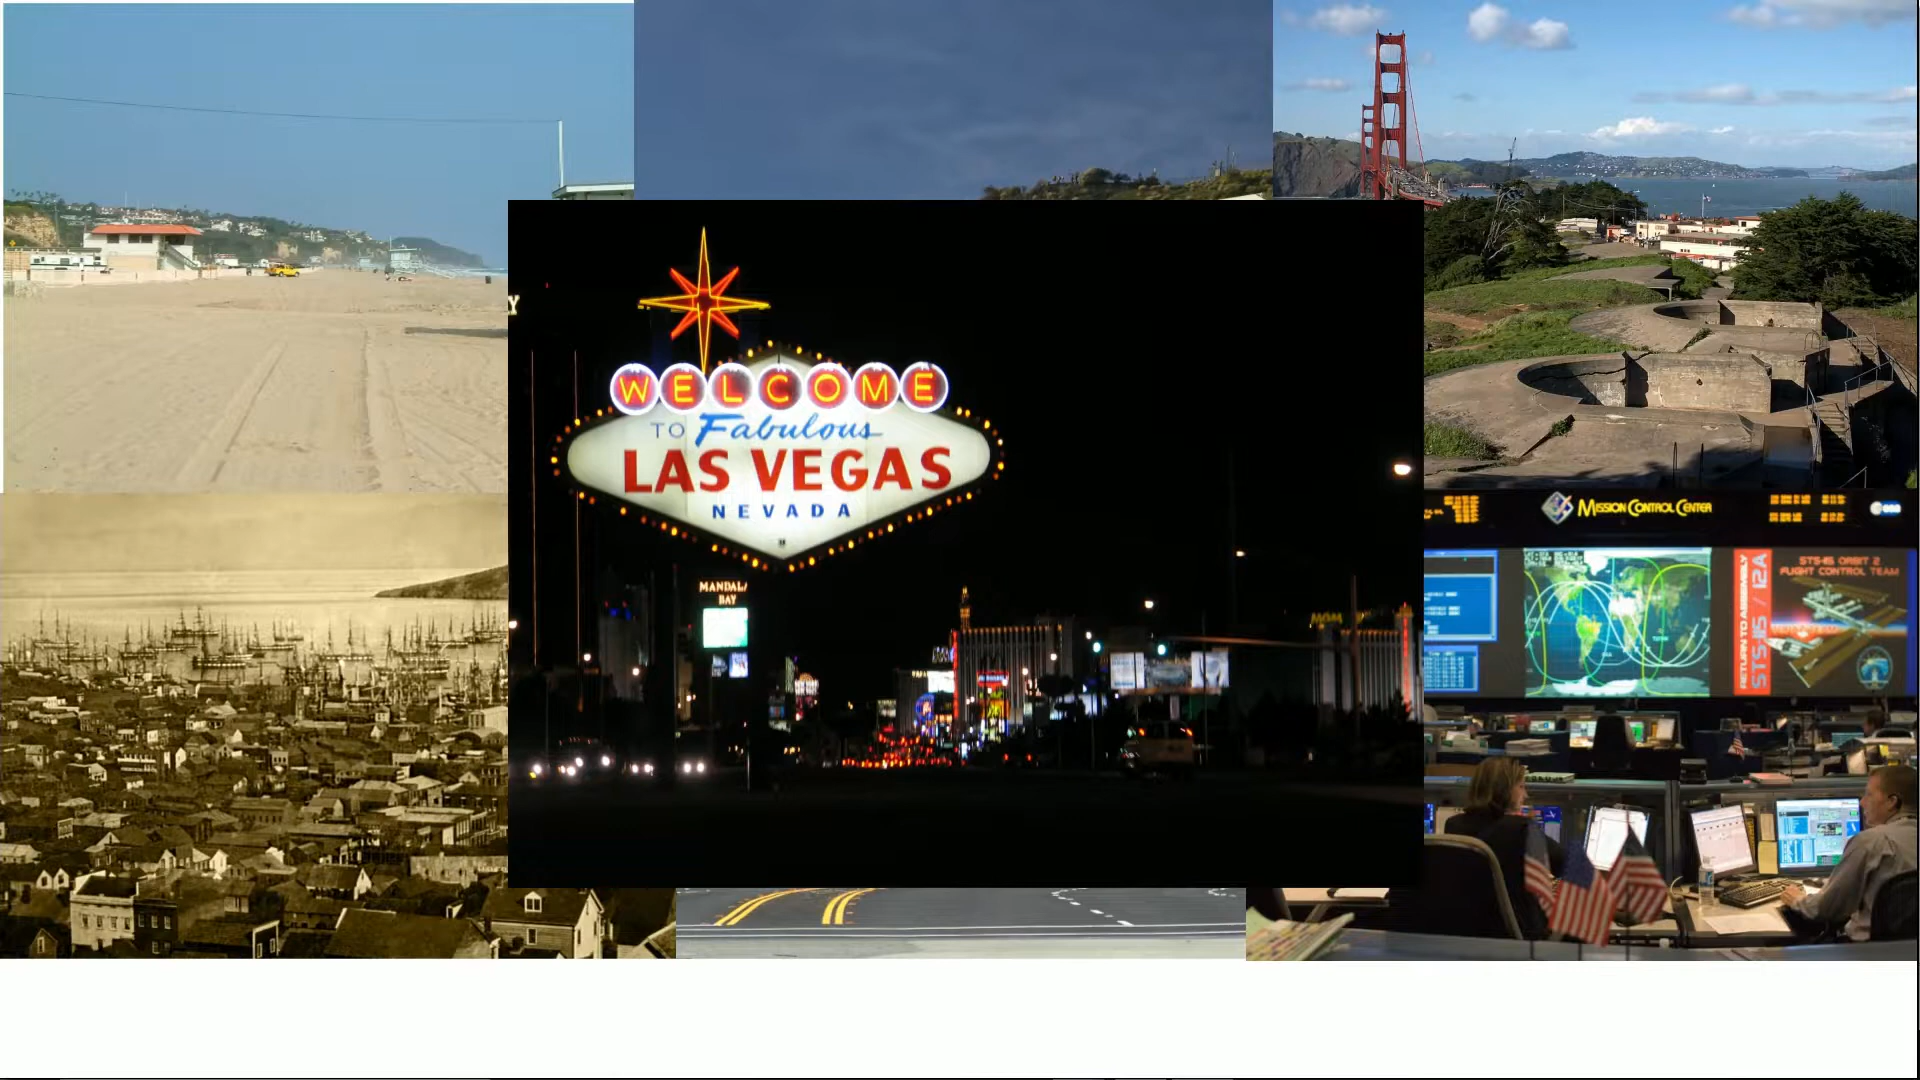 WELCOME
TO Fabulous
LAS VEGAS
NEVADA
MANDALA
BAY
MISSION CONTROL CENTER
RETURN TO ASSEMBLY
STS-115 / 12A
STS-115 ORBIT 2
FLIGHT CONTROL TEAM